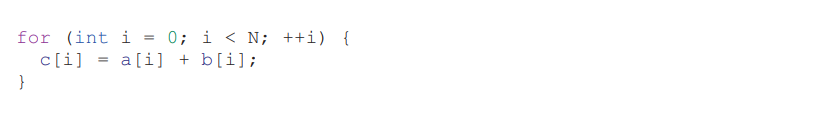 for (int i = 0; i < N; ++i) {
  c[i] = a[i] + b[i];
}